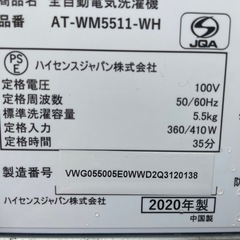 商品名 全自動電気洗濯機
品番 AT-WM5511-WH
JQA
PS
E
ハイセンスジャパン株式会社
定格電圧 100V
定格周波数 50/60Hz
標準洗濯容量 5.5kg
定格入力 360/410W
定格時間 35分
製造番号 VWG055005E0WWD2Q3120138
ハイセンスジャパン株式会社 2020年製
中国製